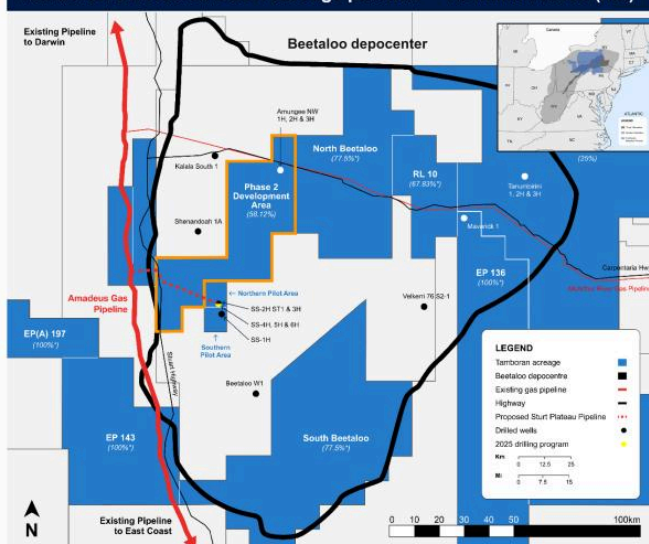 Existing Pipeline
to Darwin
Beetaloo depocenter
Amungee NW
1H, 2H & 3H
North Beetaloo
(77.5%*)
RL 10
(67.83%*)
(25%)
Kalala South 1
Phase 2
Development
Area
(58.12%)
Tanumbirini
1, 2H & 3H
Shenandoah 1A
Maverick 1
EP 136
(100%*)
Carpentaria
Amadeus Gas
Pipeline
← Northern Pilot Area
Velkerri 76 S2-1
SS-2H ST1 & 3H
SS-4H, 5H & 6H
SS-1H
↑
Southern
Pilot Area
EP(A) 197
(100%*)
Stuart Highway
Beetaloo W1
EP 143
(100%*)
South Beetaloo
(77.5%*)
LEGEND
Tamboran acreage
Beetaloo depocentre
Existing gas pipeline
Highway
Proposed Sturt Plateau Pipeline
Drilled wells
2025 drilling program
Km
0 12.5 25
Mi
0 7.5 15
N
Existing Pipeline
to East Coast
0 10 20 30 40 50 100km
Canada
ATLANTIC
LEGEND